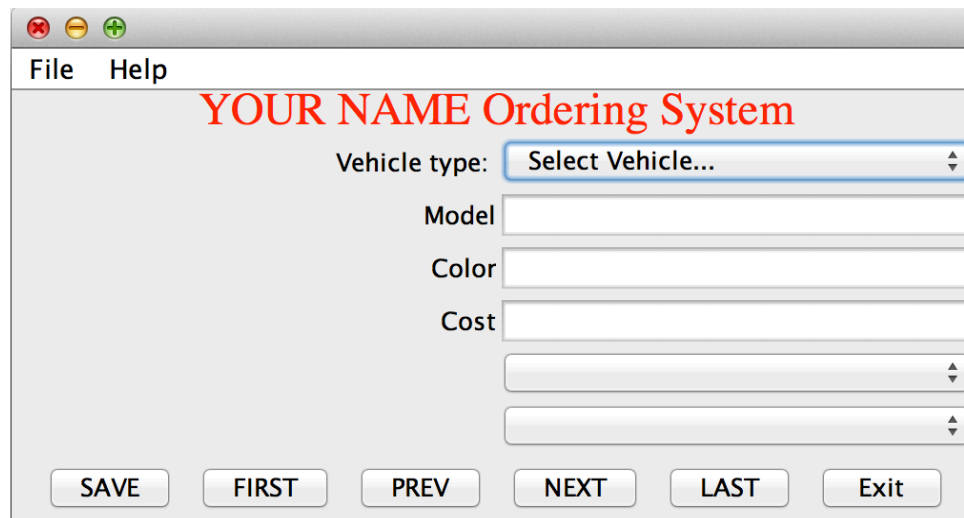 File Help
YOUR NAME Ordering System
Vehicle type: Select Vehicle...
Model
Color
Cost
SAVE FIRST PREV NEXT LAST Exit